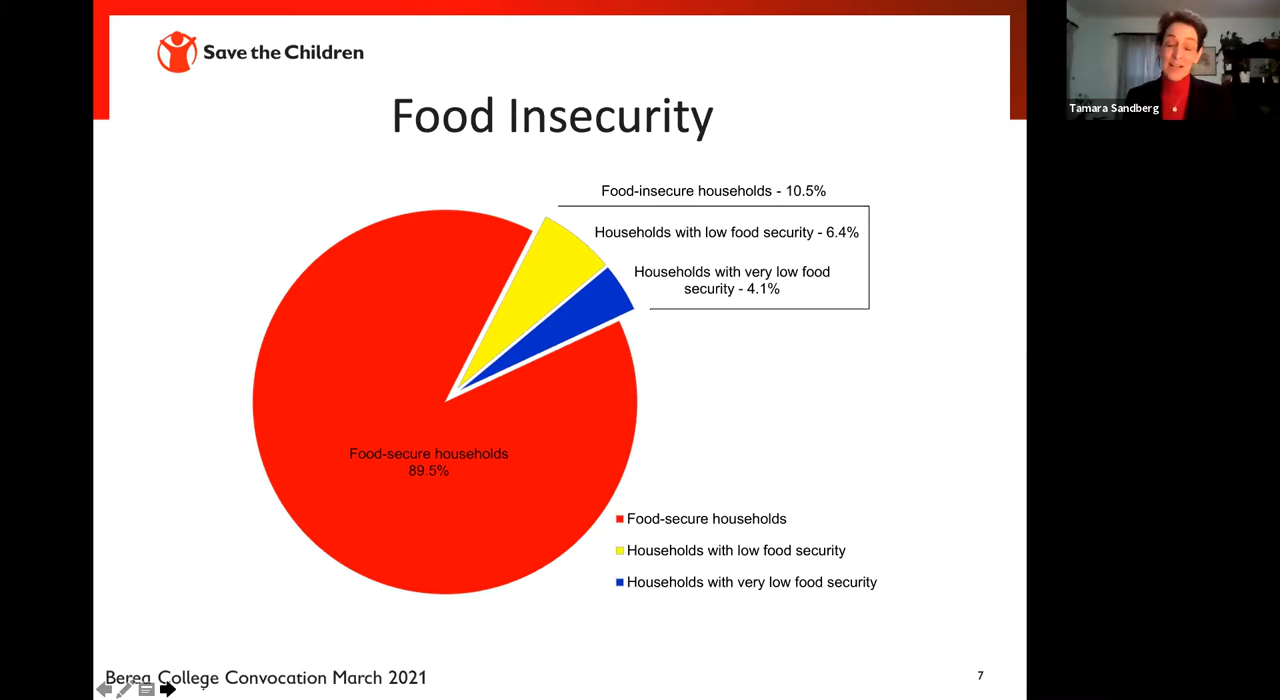 Save the Children
Tamara Sandberg
Food Insecurity
Food-insecure households - 10.5%
Households with low food security - 6.4%
Households with very low food
security - 4.1%
Food-secure households
89.5%
Food-secure households
Households with low food security
Households with very low food security
Berea College Convocation March 2021
7